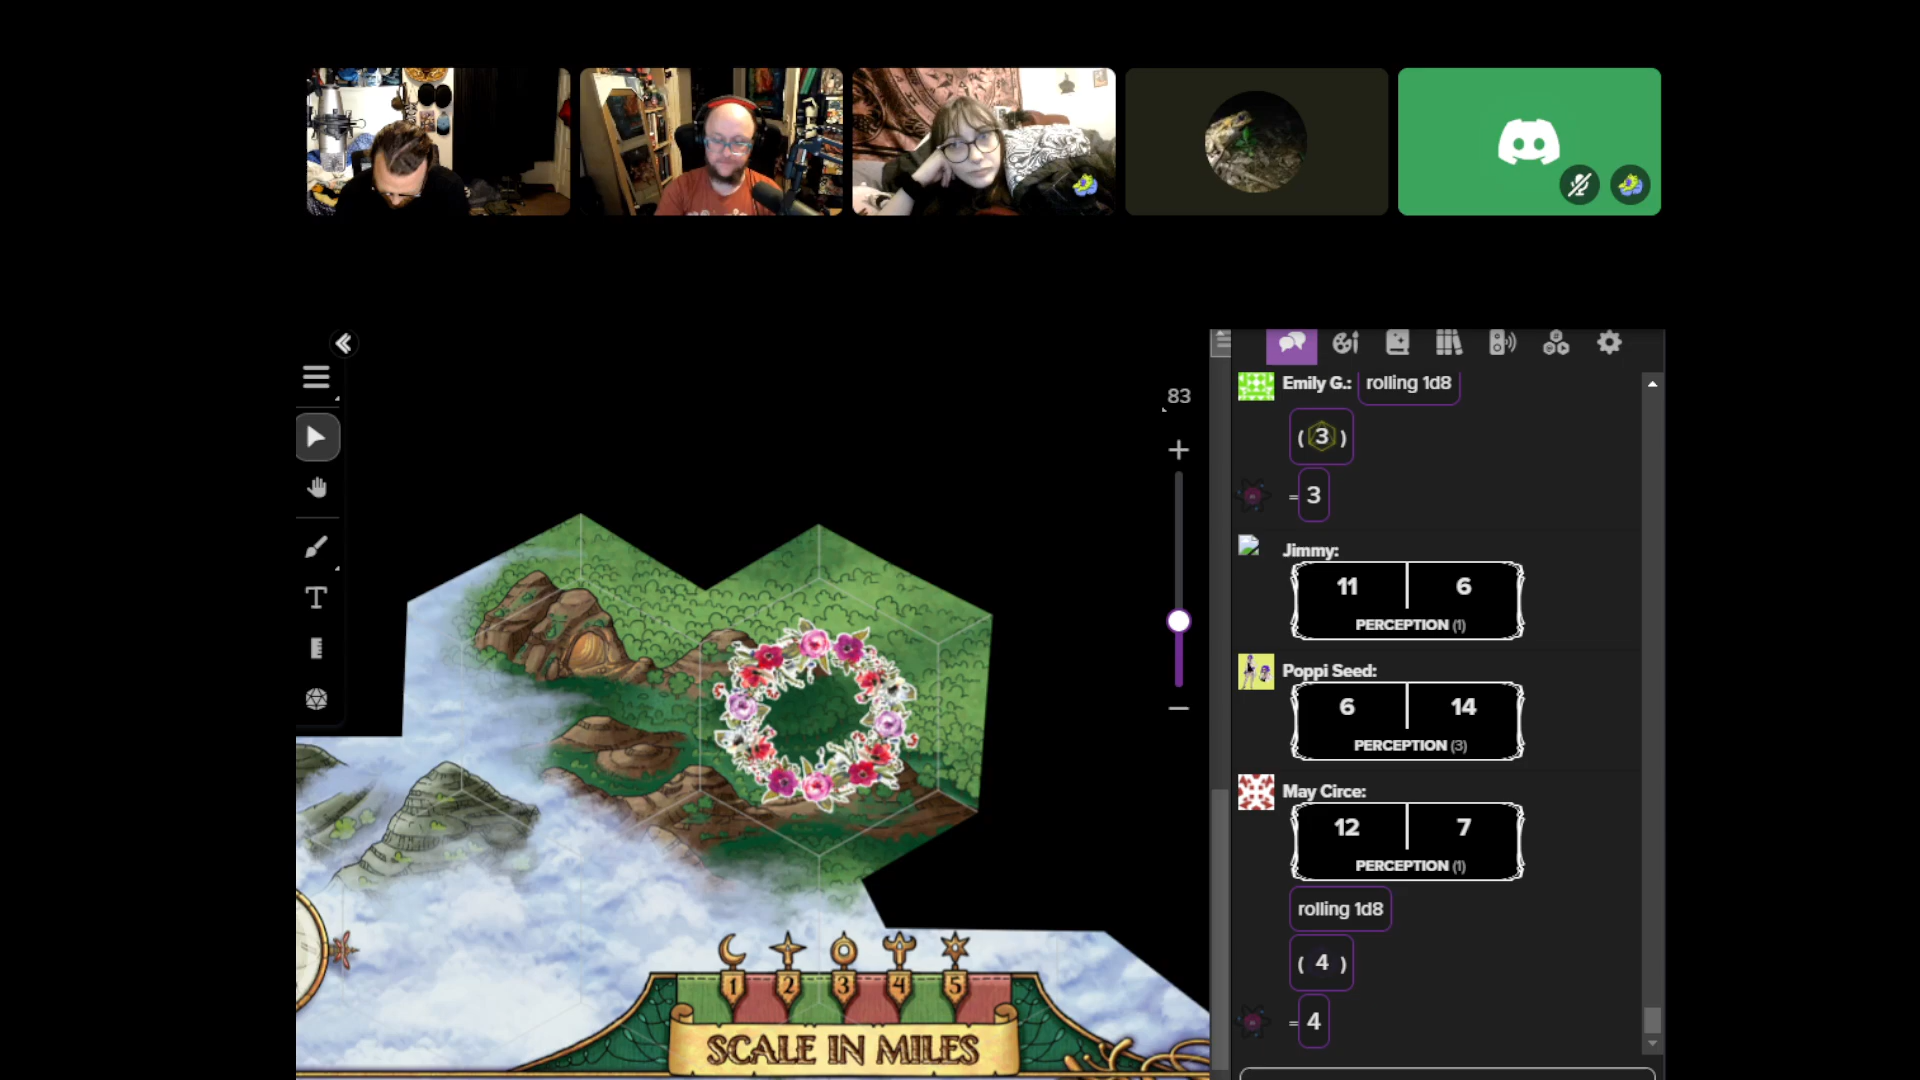 83
Emily G.: rolling 1d8
( 3 )
= 3
Jimmy:
11 6
PERCEPTION (1)
Poppi Seed:
6 14
PERCEPTION (3)
May Circe:
12 7
PERCEPTION (1)
rolling 1d8
( 4 )
= 4
1 2 3 4 5
SCALE IN MILES